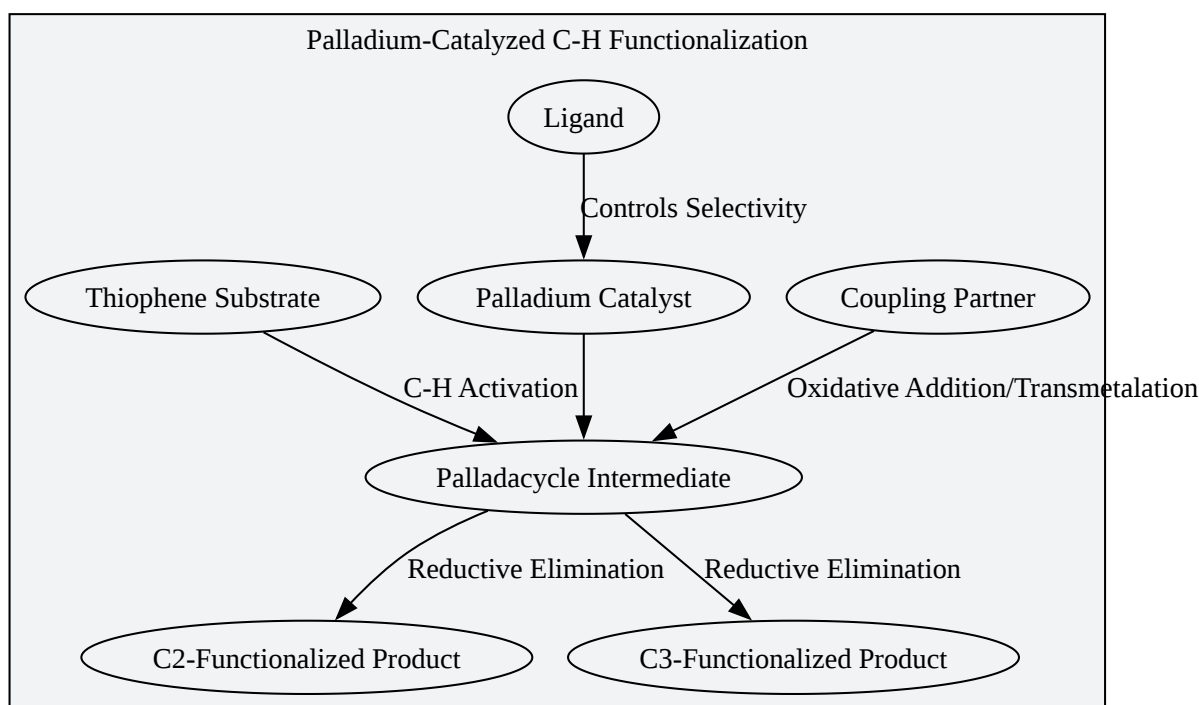 Palladium-Catalyzed C-H Functionalization
Ligand
Controls Selectivity
Thiophene Substrate
Palladium Catalyst
Coupling Partner
C-H Activation
Oxidative Addition/Transmetalation
Palladacycle Intermediate
Reductive Elimination
Reductive Elimination
C2-Functionalized Product
C3-Functionalized Product